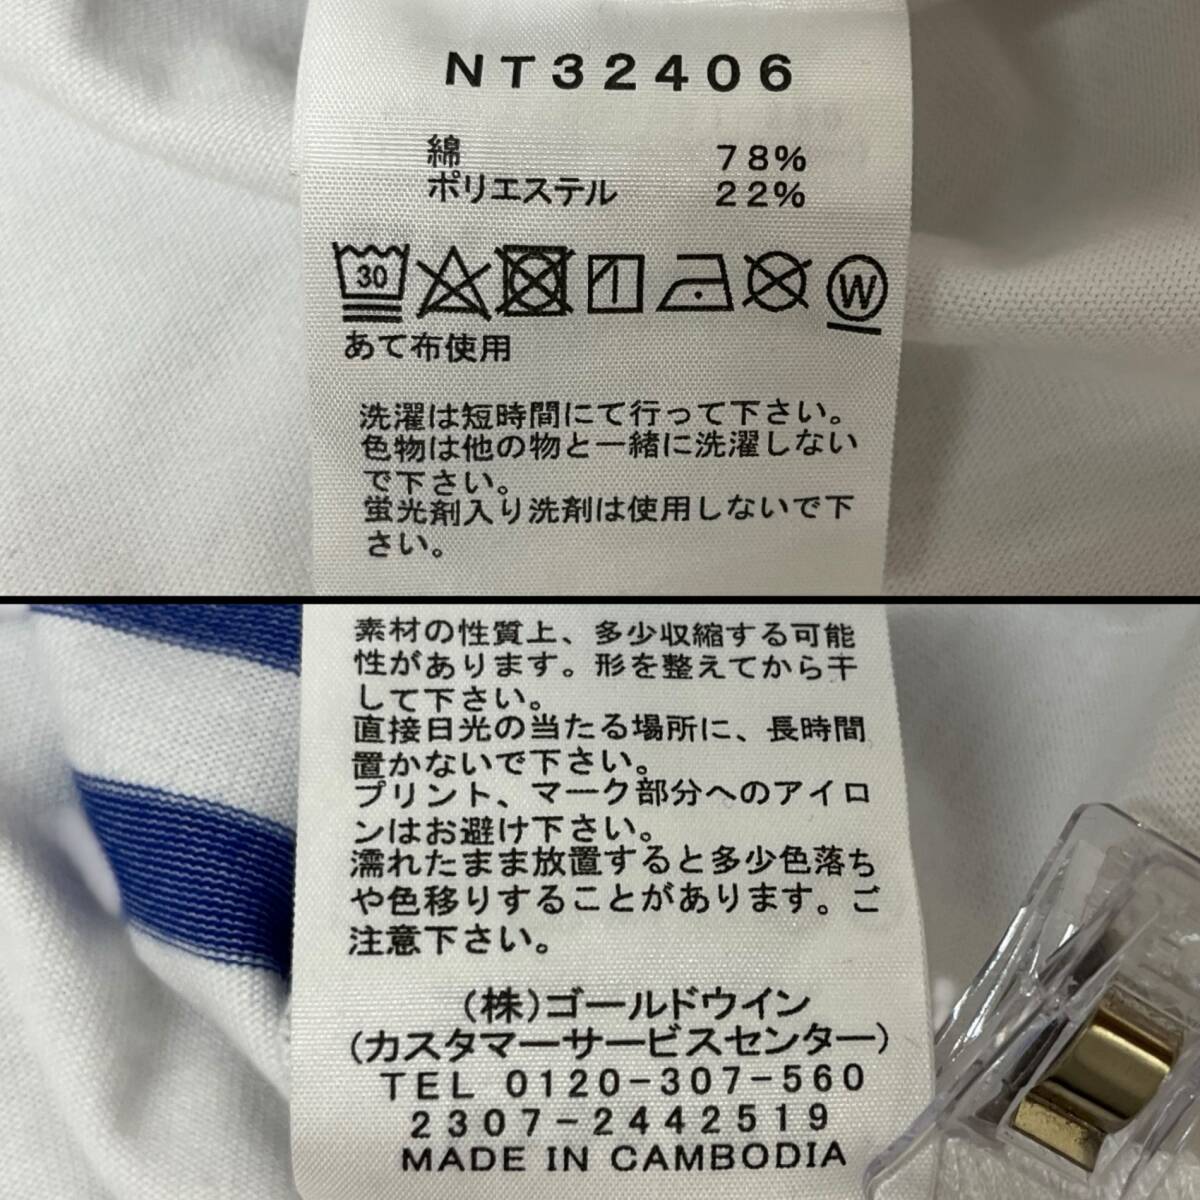 NT32406
綿 78%
ポリエステル 22%
30
W
あて布使用
洗濯は短時間にて行って下さい。
色物は他の物と一緒に洗濯しない
で下さい。
蛍光剤入り洗剤は使用しないで下
さい。
素材の性質上、多少収縮する可能
性があります。形を整えてから干
して下さい。
直接日光の当たる場所に、長時間
置かないで下さい。
プリント、マーク部分へのアイロ
ンはお避け下さい。
濡れたまま放置すると多少色落ち
や色移りすることがあります。ご
注意下さい。
(株)ゴールドウイン
(カスタマーサービスセンター)
TEL 0120-307-560
2307-2442519
MADE IN CAMBODIA